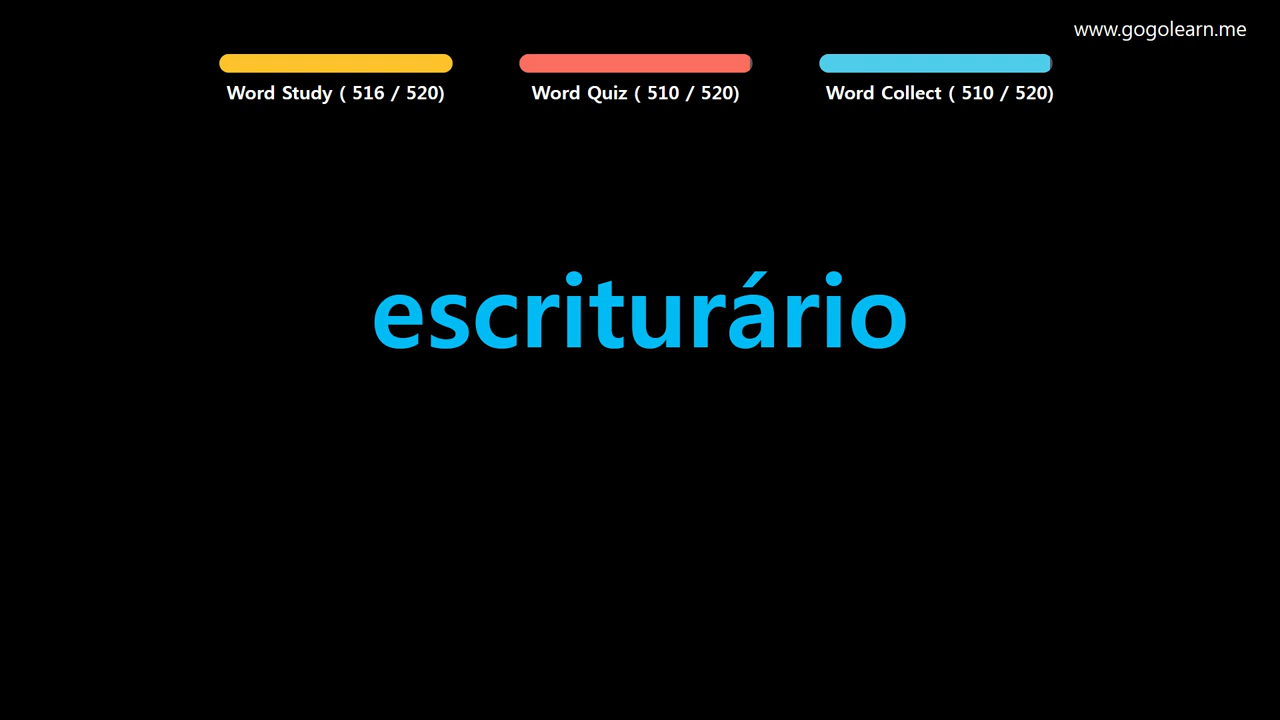 www.gogolearn.me
Word Study ( 516 / 520)
Word Quiz ( 510 / 520)
Word Collect ( 510 / 520)
escriturário